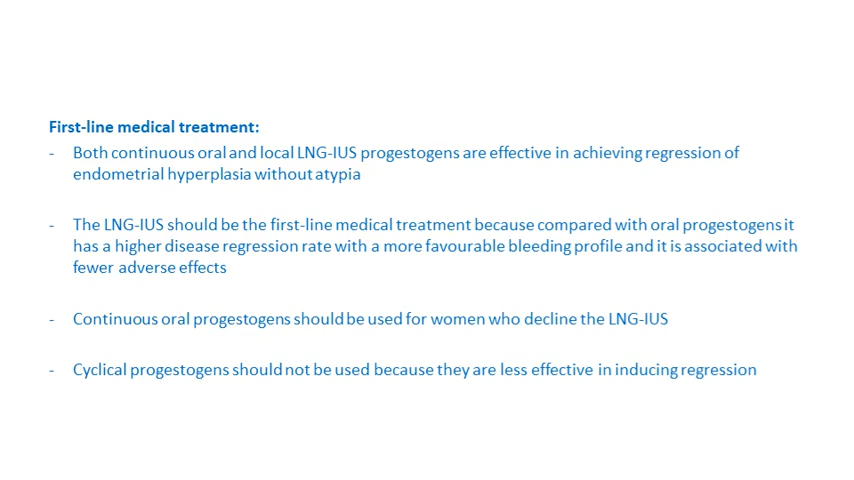 First-line medical treatment:
- Both continuous oral and local LNG-IUS progestogens are effective in achieving regression of
endometrial hyperplasia without atypia
- The LNG-IUS should be the first-line medical treatment because compared with oral progestogens it
has a higher disease regression rate with a more favourable bleeding profile and it is associated with
fewer adverse effects
- Continuous oral progestogens should be used for women who decline the LNG-IUS
- Cyclical progestogens should not be used because they are less effective in inducing regression